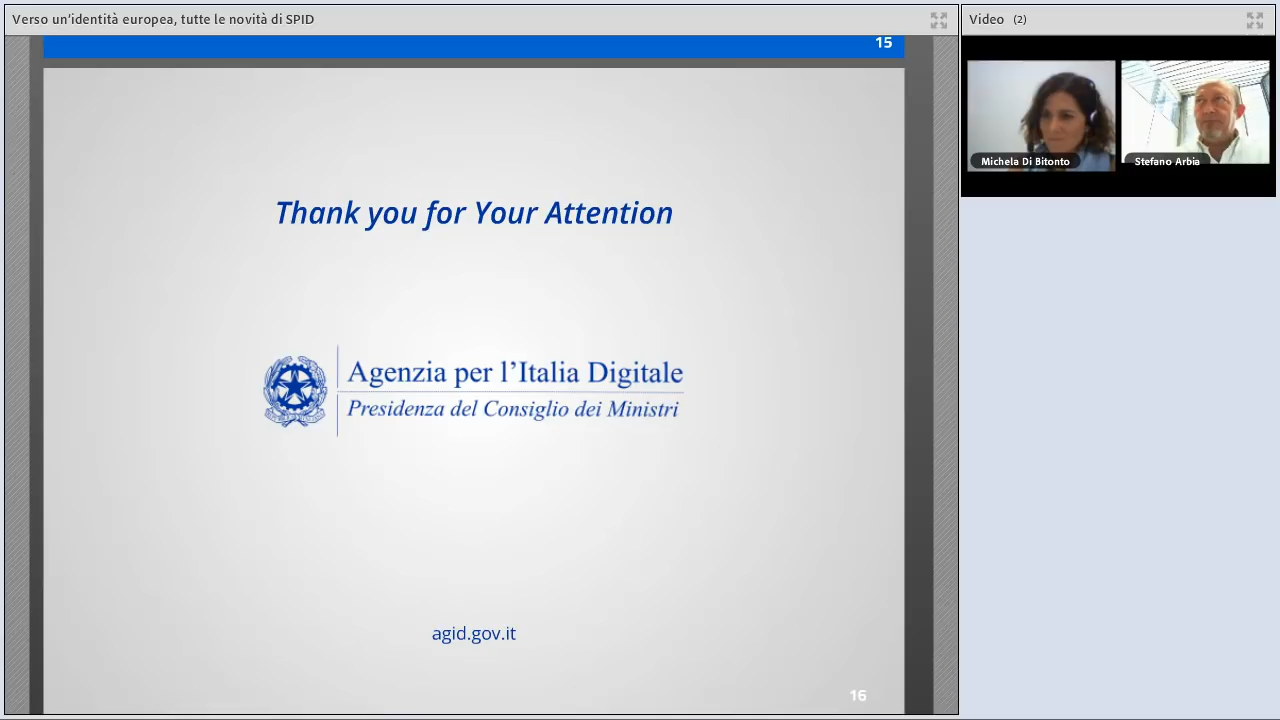 Verso un’identità europea, tutte le novità di SPID
15
Thank you for Your Attention
Agenzia per l’Italia Digitale
Presidenza del Consiglio dei Ministri
agid.gov.it
16
Video (2)
Michela Di Bitonto
Stefano Arbia